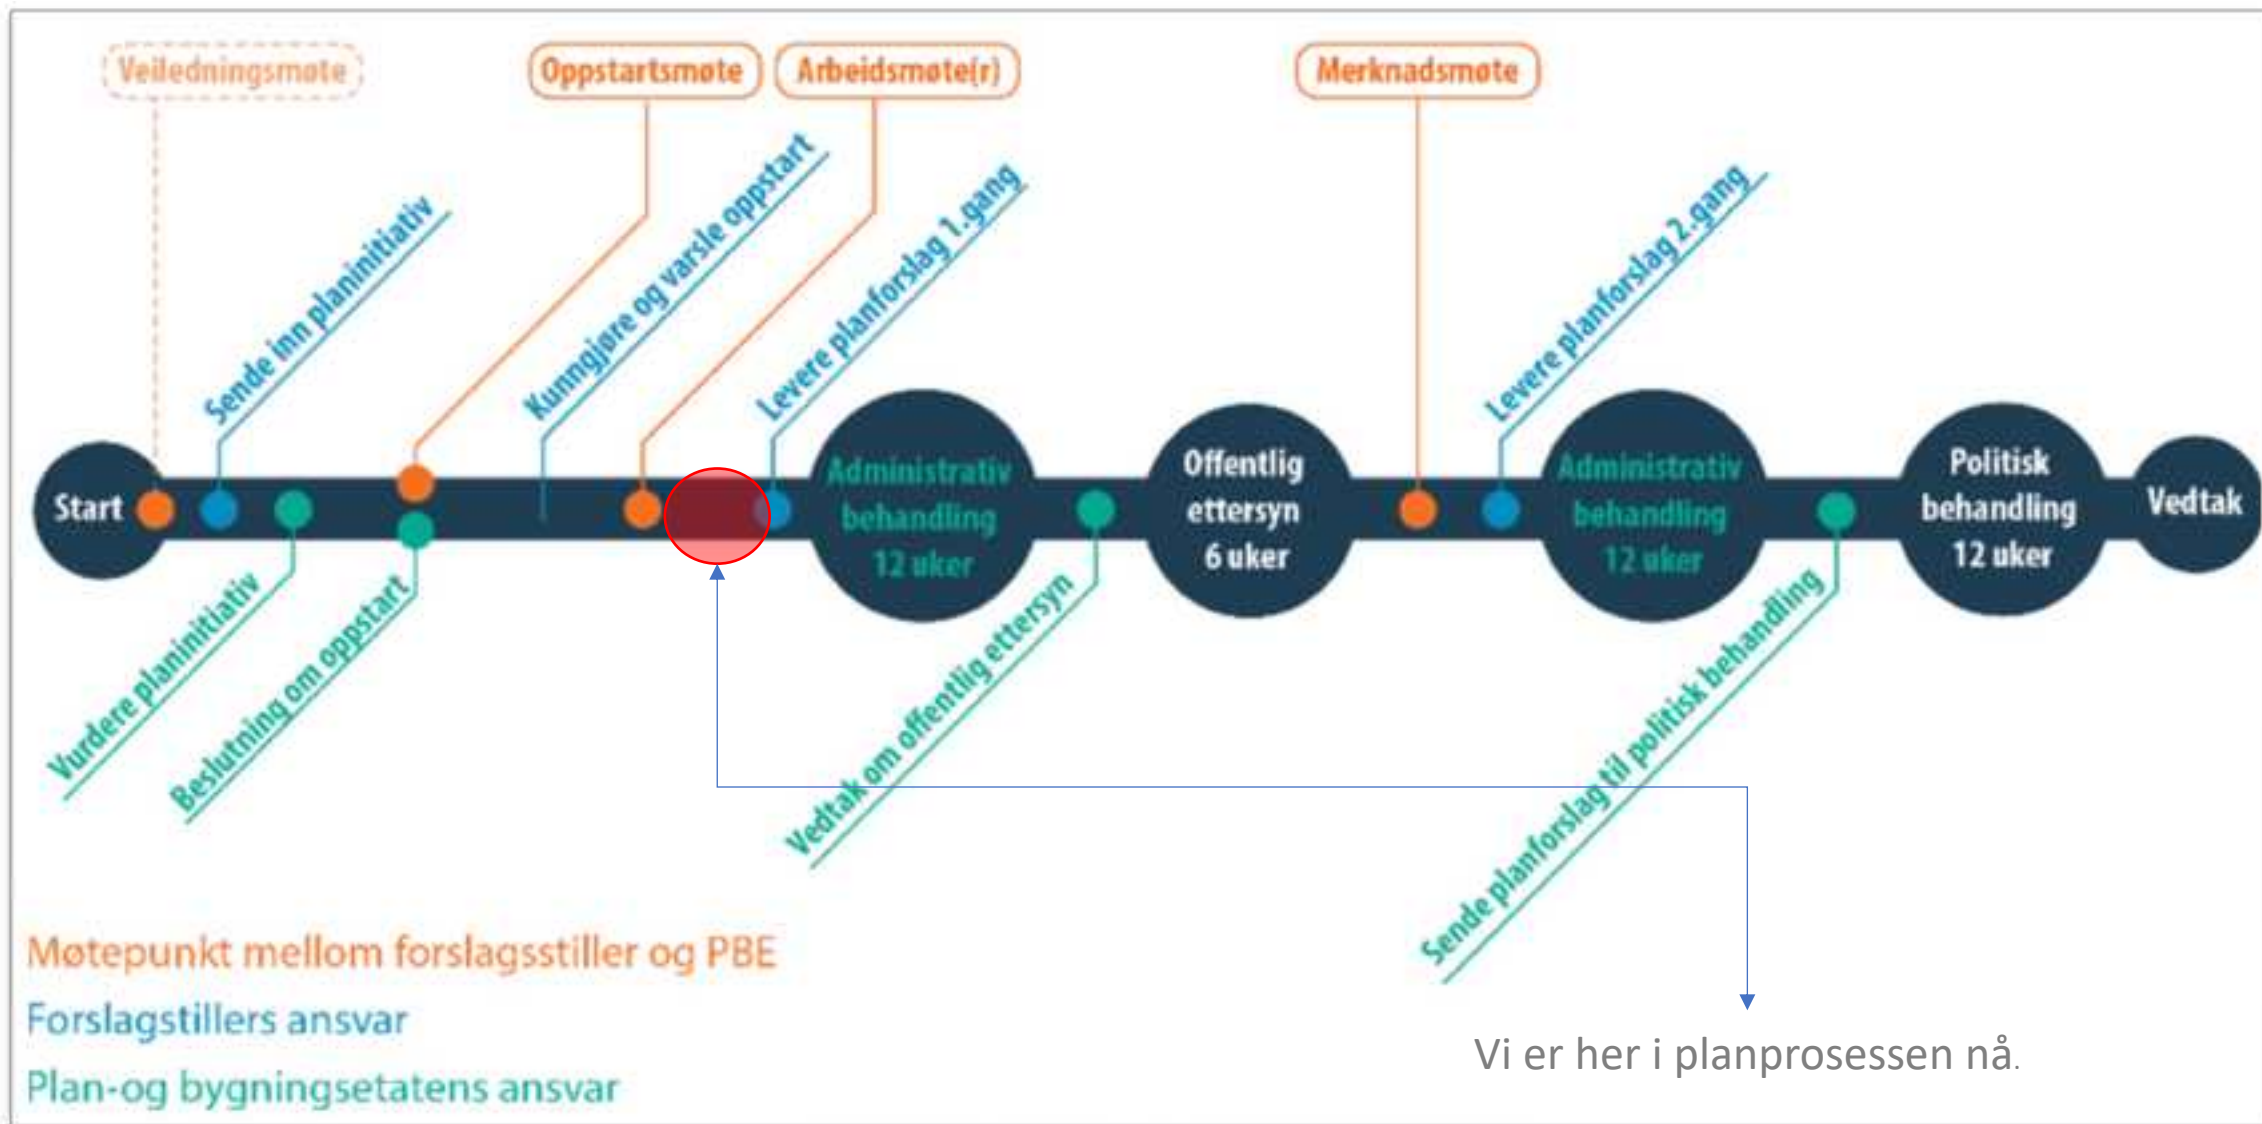 Veiledningsmøte
Oppstartsmøte
Arbeidsmøte(r)
Merknadsmøte
Sende inn planinitiativ
Kunngjøre og varsle oppstart
Levere planforslag 1.gang
Levere planforslag 2.gang
Start
Administrativ
behandling
12 uker
Offentlig
ettersyn
6 uker
Administrativ
behandling
12 uker
Politisk
behandling
12 uker
Vedtak
Vurdere planinitiativ
Beslutning om oppstart
Vedtak om offentlig ettersyn
Sende planforslag til politisk behandling
Møtepunkt mellom forslagsstiller og PBE
Forslagstillers ansvar
Plan-og bygningsetatens ansvar
Vi er her i planprosessen nå.